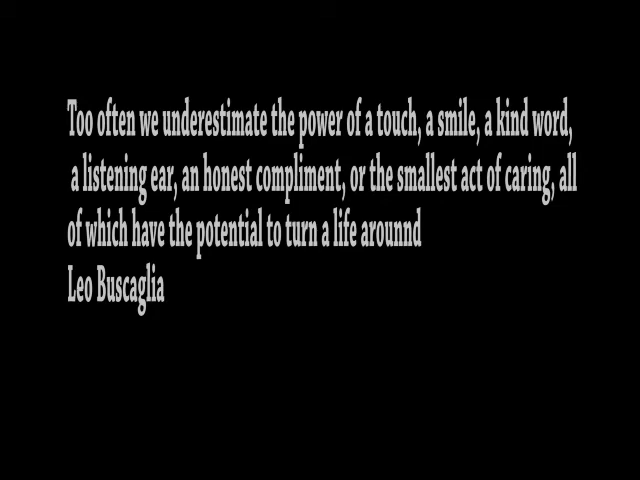 Too often we underestimate the power of a touch, a smile, a kind word,
a listening ear, an honest compliment, or the smallest act of caring, all
of which have the potential to turn a life arounnd
Leo Buscaglia